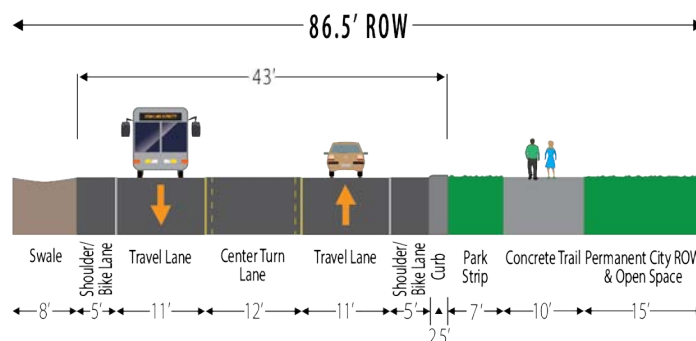 86.5' ROW
43'
Swale
Shoulder/
Bike Lane
Travel Lane
Center Turn
Lane
Travel Lane
Shoulder/
Bike Lane
Curb
Park
Strip
Concrete Trail
Permanent City ROW
& Open Space
8'
5'
11'
12'
11'
5'
2.5'
7'
10'
15'